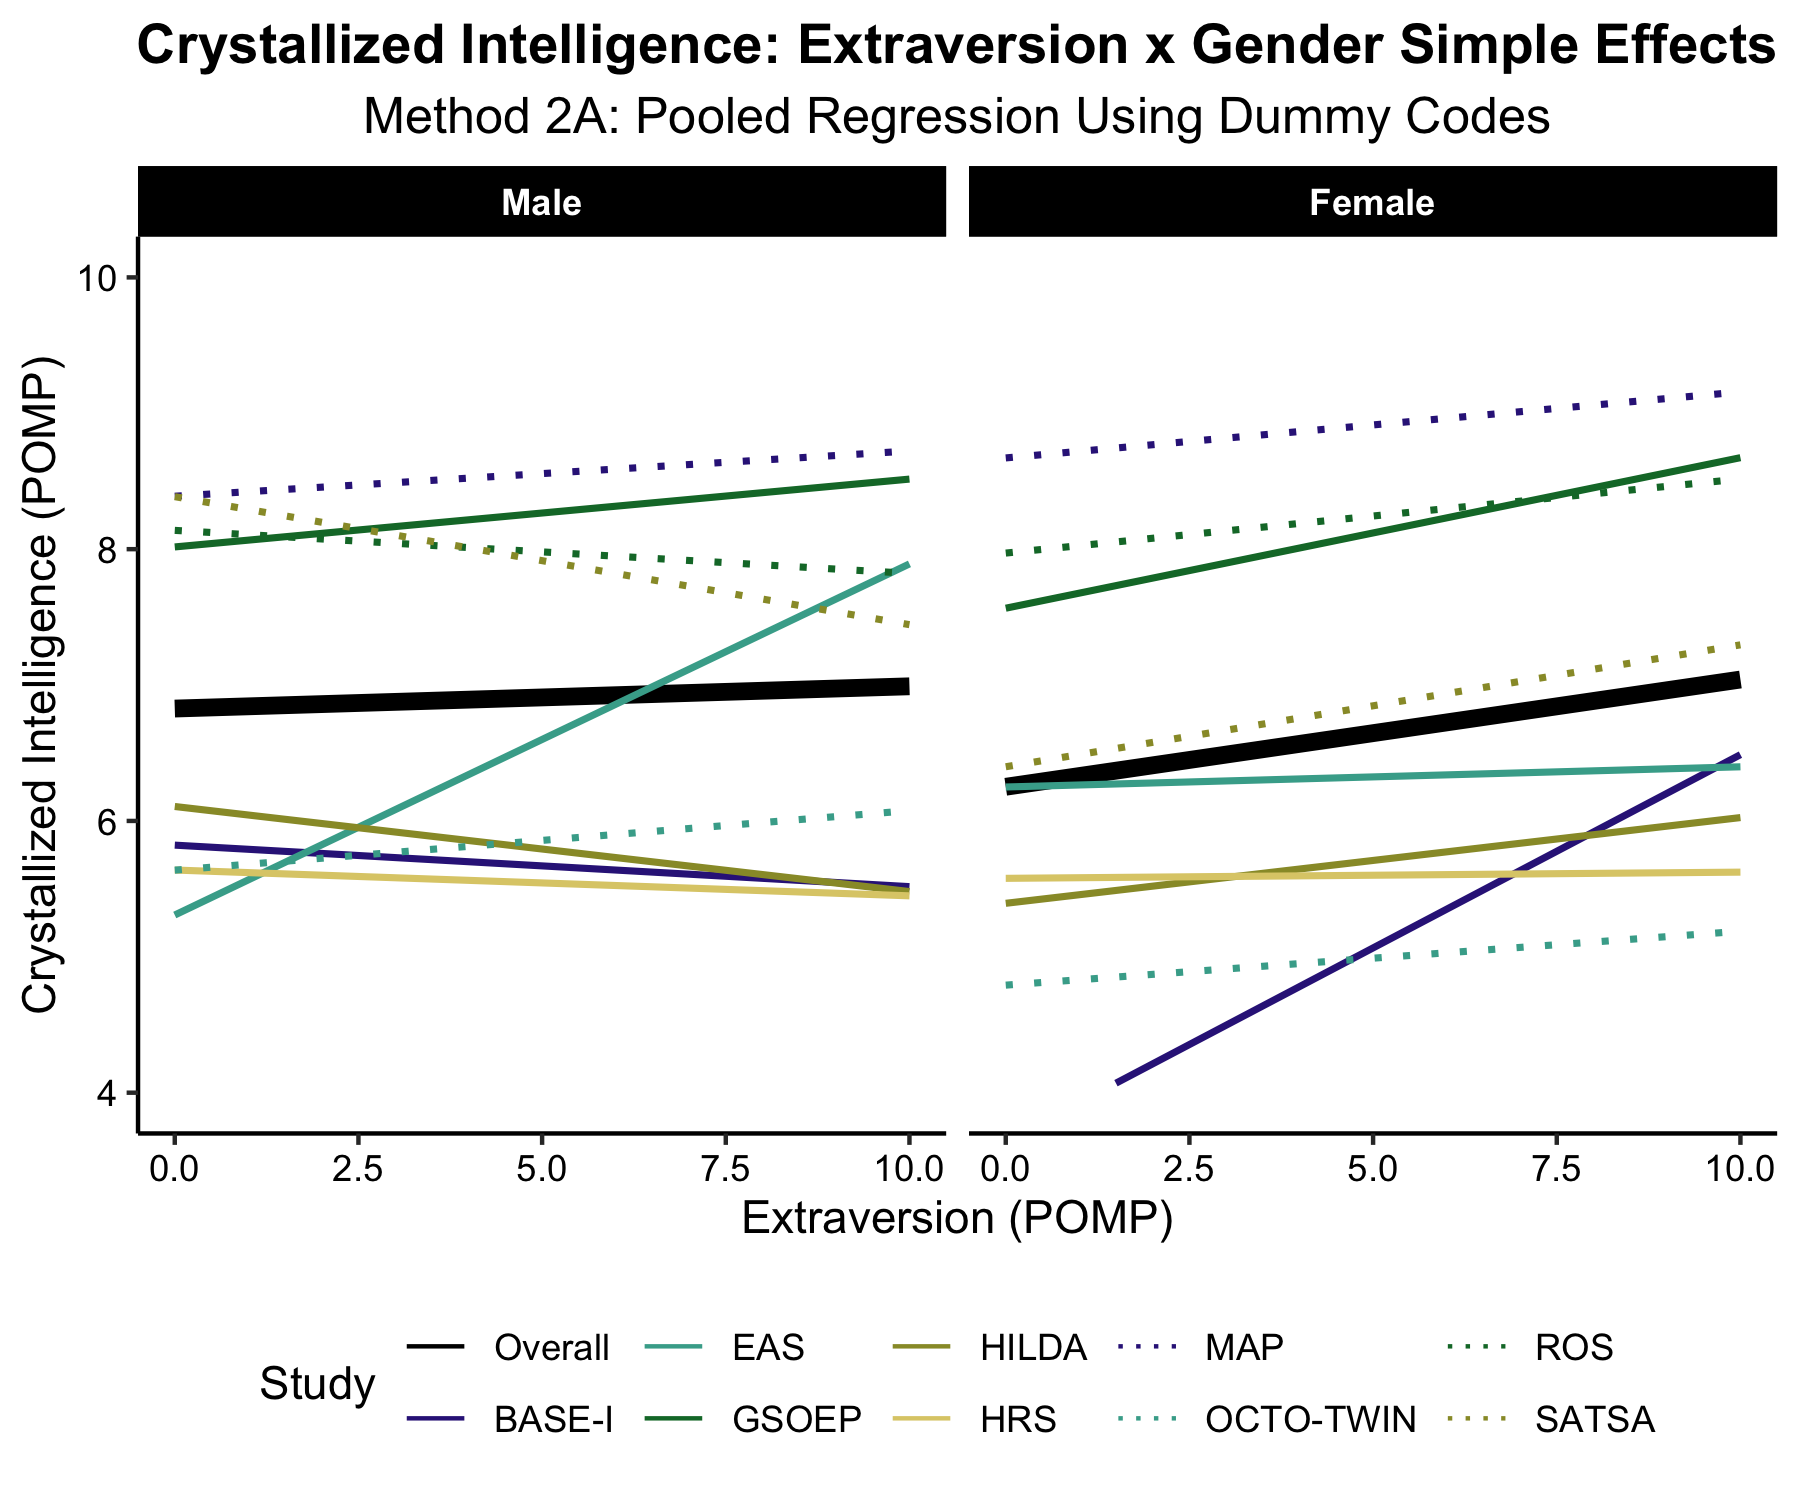 Crystallized Intelligence: Extraversion x Gender Simple Effects
Method 2A: Pooled Regression Using Dummy Codes
Male
Female
Crystallized Intelligence (POMP)
10
8
6
4
0.0 2.5 5.0 7.5 10.0
0.0 2.5 5.0 7.5 10.0
Extraversion (POMP)
Study
Overall EAS HILDA MAP ROS
BASE-I GSOEP HRS OCTO-TWIN SATSA